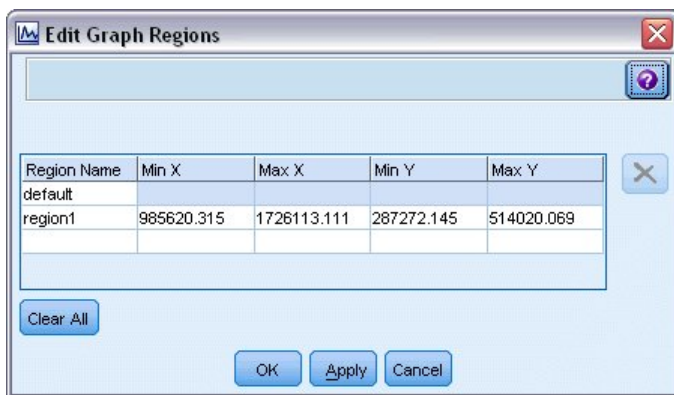 Edit Graph Regions
Region Name Min X Max X Min Y Max Y
default
region1 985620.315 1726113.111 287272.145 514020.069
Clear All
OK Apply Cancel